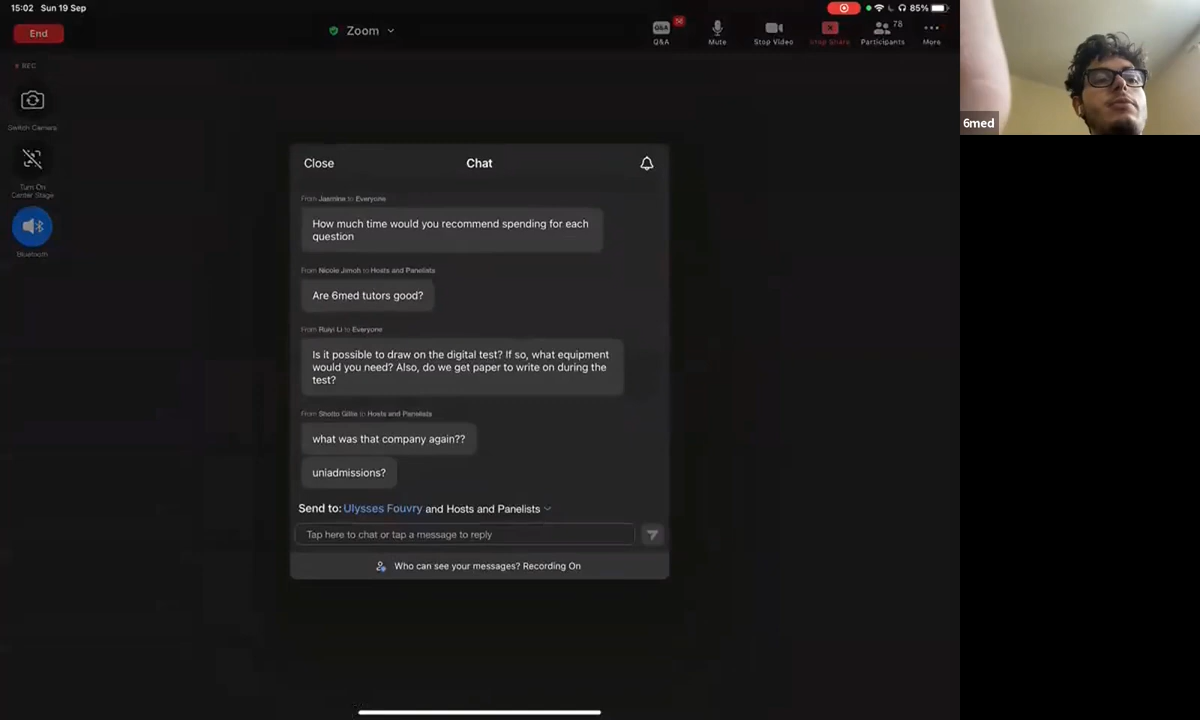 15:02 Sun 19 Sep
85%
End
Zoom
Q&A
Mute
Stop Video
Stop Share
78
Participants
More
REC
Switch Camera
Turn On
Center Stage
Bluetooth
6med
Close
Chat
From Jasmine to Everyone
How much time would you recommend spending for each
question
From Nicole Jimoh to Hosts and Panelists
Are 6med tutors good?
From Ruiyi Li to Everyone
Is it possible to draw on the digital test? If so, what equipment
would you need? Also, do we get paper to write on during the
test?
From Shotto Gillie to Hosts and Panelists
what was that company again??
uniadmissions?
Send to: Ulysses Fouvry and Hosts and Panelists
Tap here to chat or tap a message to reply
Who can see your messages? Recording On